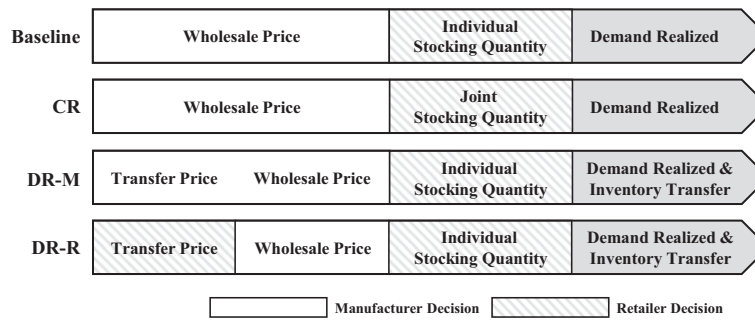 Baseline
Wholesale Price
Individual
Stocking Quantity
Demand Realized
CR
Wholesale Price
Joint
Stocking Quantity
Demand Realized
DR-M
Transfer Price
Wholesale Price
Individual
Stocking Quantity
Demand Realized &
Inventory Transfer
DR-R
Transfer Price
Wholesale Price
Individual
Stocking Quantity
Demand Realized &
Inventory Transfer
Manufacturer Decision
Retailer Decision